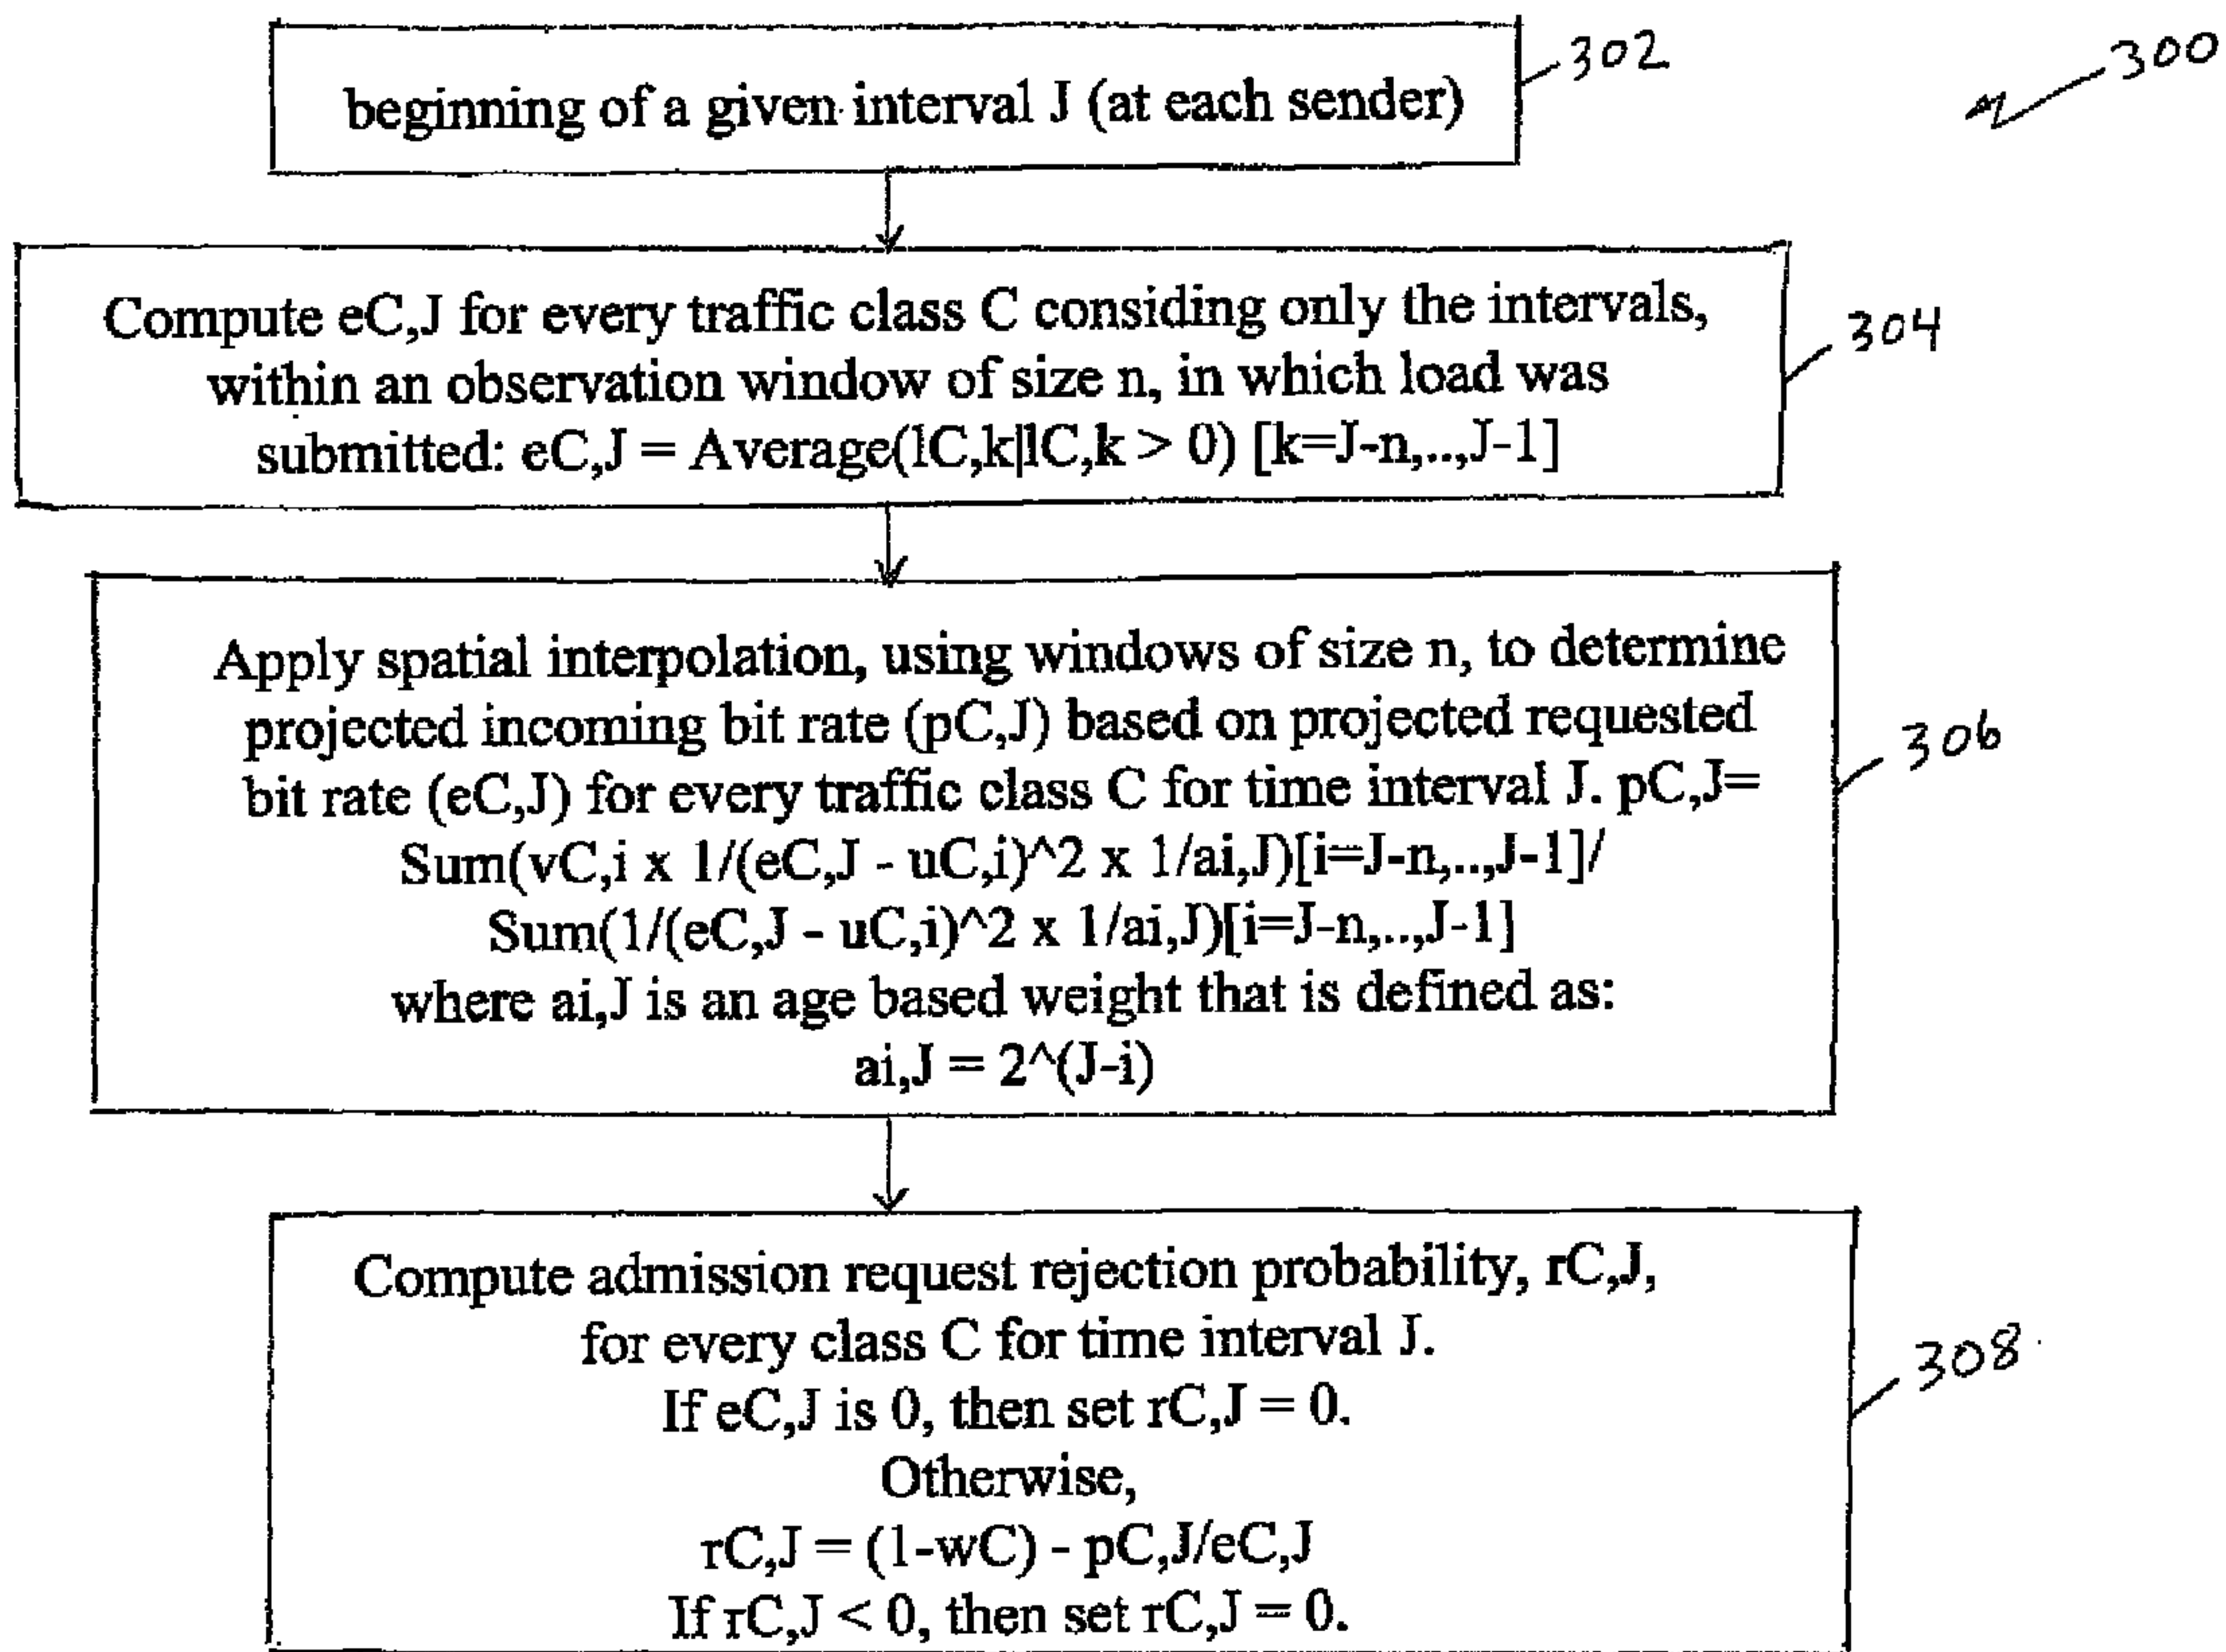 beginning of a given interval J (at each sender)
302
300
Compute eC,J for every traffic class C considing only the intervals,
within an observation window of size n, in which load was
submitted: eC,J = Average(lC,k|lC,k > 0) [k=J-n,..,J-1]
304
Apply spatial interpolation, using windows of size n, to determine
projected incoming bit rate (pC,J) based on projected requested
bit rate (eC,J) for every traffic class C for time interval J. pC,J=
Sum(vC,i x 1/(eC,J - uC,i)^2 x 1/ai,J)[i=J-n,..,J-1]/
Sum(1/(eC,J - uC,i)^2 x 1/ai,J)[i=J-n,..,J-1]
where ai,J is an age based weight that is defined as:
ai,J = 2^(J-i)
306
Compute admission request rejection probability, rC,J,
for every class C for time interval J.
If eC,J is 0, then set rC,J = 0.
Otherwise,
rC,J = (1-wC) - pC,J/eC,J
If rC,J < 0, then set rC,J = 0.
308